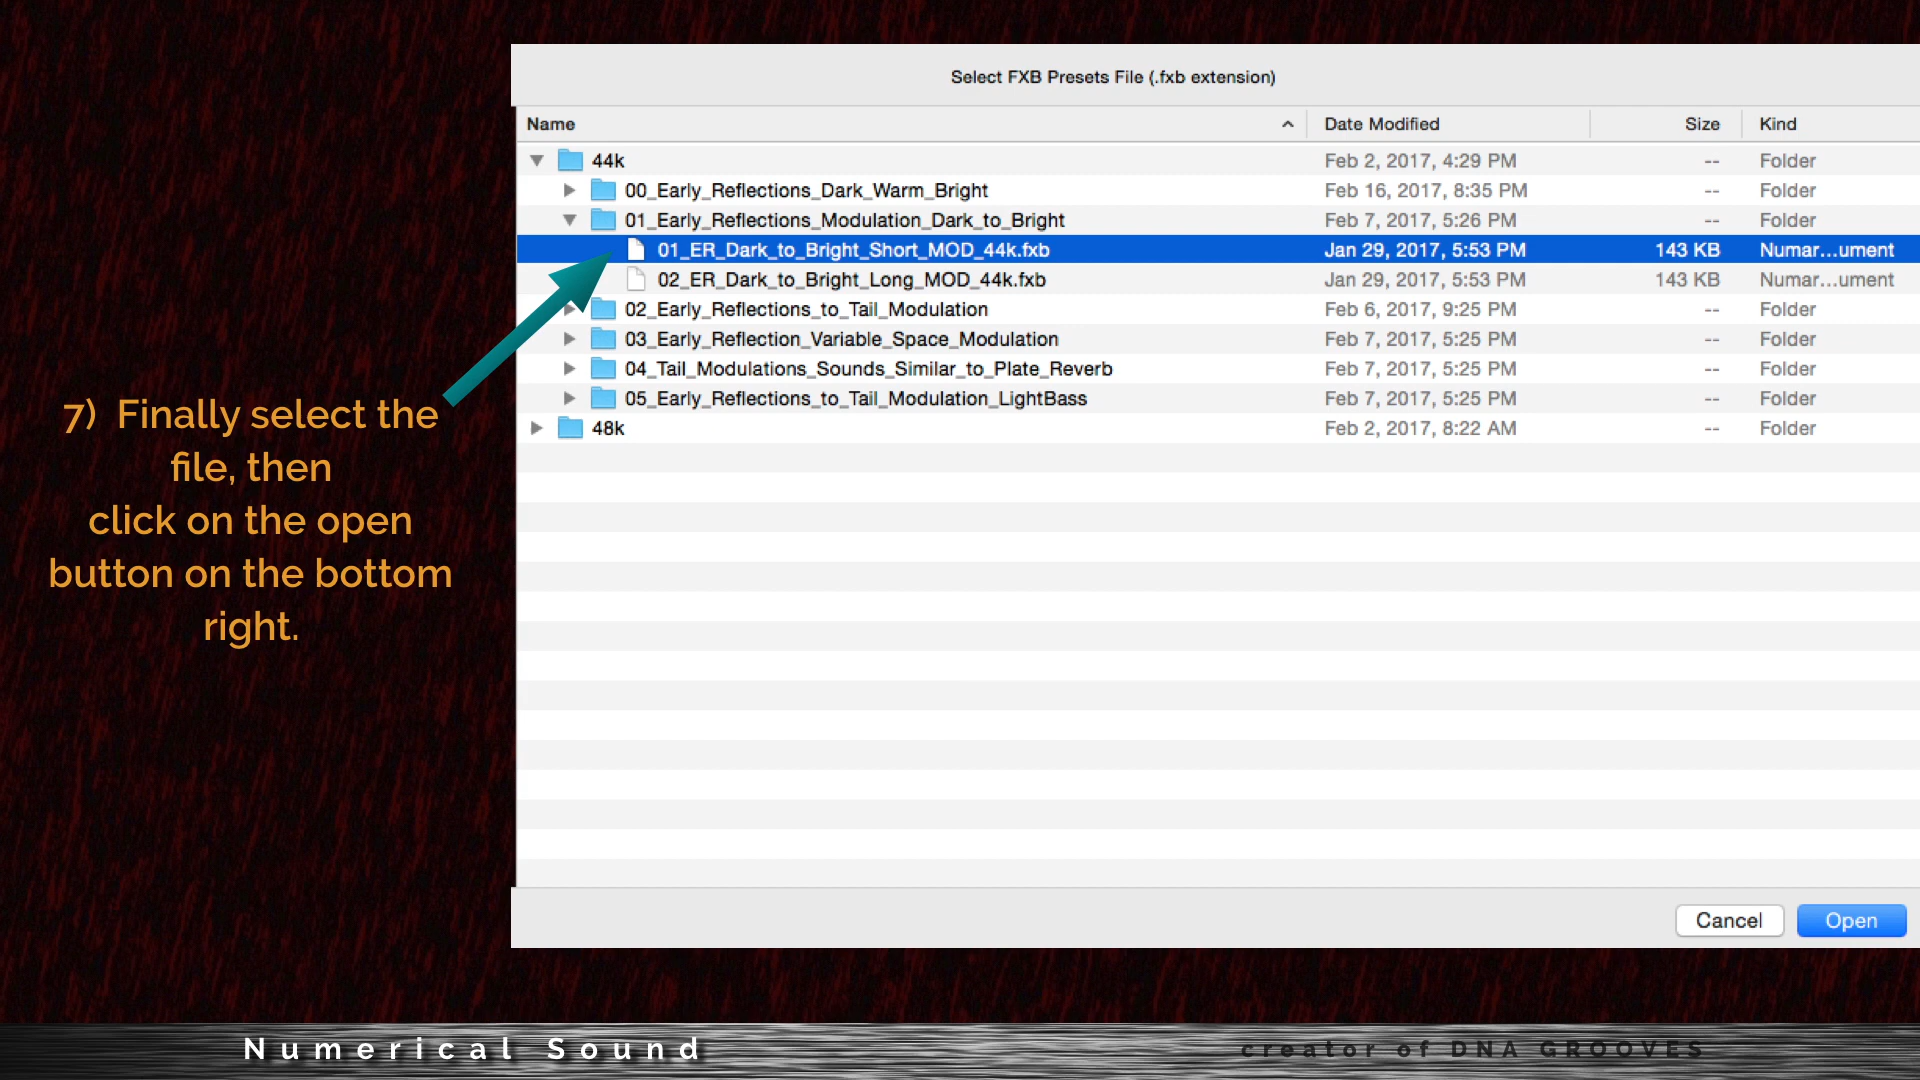 Select FXB Presets File (.fxb extension)
Name Date Modified Size Kind
44k Feb 2, 2017, 4:29 PM -- Folder
00_Early_Reflections_Dark_Warm_Bright Feb 16, 2017, 8:35 PM -- Folder
01_Early_Reflections_Modulation_Dark_to_Bright Feb 7, 2017, 5:26 PM -- Folder
01_ER_Dark_to_Bright_Short_MOD_44k.fxb Jan 29, 2017, 5:53 PM 143 KB Numar...ument
02_ER_Dark_to_Bright_Long_MOD_44k.fxb Jan 29, 2017, 5:53 PM 143 KB Numar...ument
02_Early_Reflections_to_Tail_Modulation Feb 6, 2017, 9:25 PM -- Folder
03_Early_Reflection_Variable_Space_Modulation Feb 7, 2017, 5:25 PM -- Folder
04_Tail_Modulations_Sounds_Similar_to_Plate_Reverb Feb 7, 2017, 5:25 PM -- Folder
05_Early_Reflections_to_Tail_Modulation_LightBass Feb 7, 2017, 5:25 PM -- Folder
48k Feb 2, 2017, 8:22 AM -- Folder
7) Finally select the
file, then
click on the open
button on the bottom
right.
Cancel Open
Numerical Sound
creator of DNA GROOVES